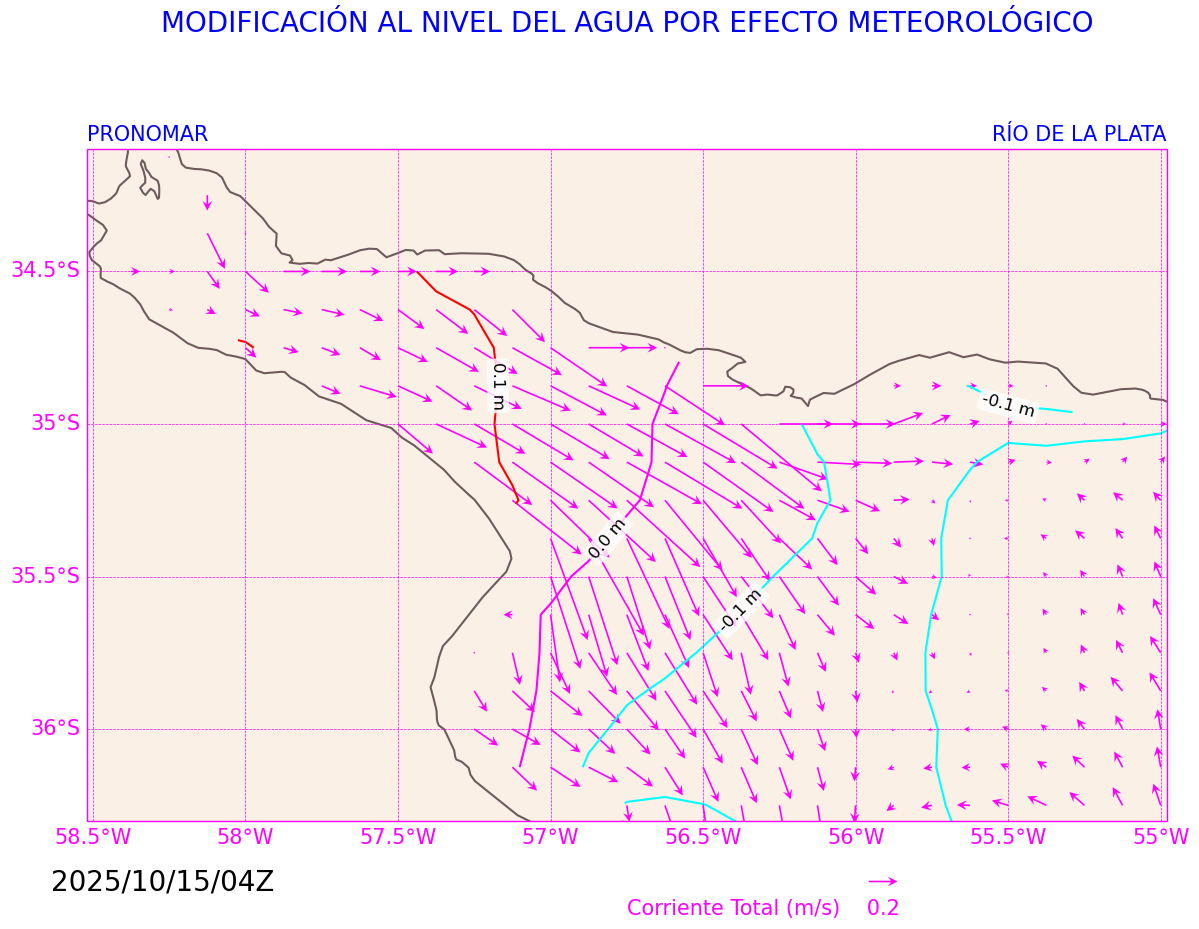 MODIFICACIÓN AL NIVEL DEL AGUA POR EFECTO METEOROLÓGICO
PRONOMAR
RÍO DE LA PLATA
34.5°S
0.1 m
-0.1 m
35°S
0.0 m
35.5°S
-0.1 m
36°S
58.5°W 58°W 57.5°W 57°W 56.5°W 56°W 55.5°W 55°W
2025/10/15/04Z
Corriente Total (m/s) 0.2